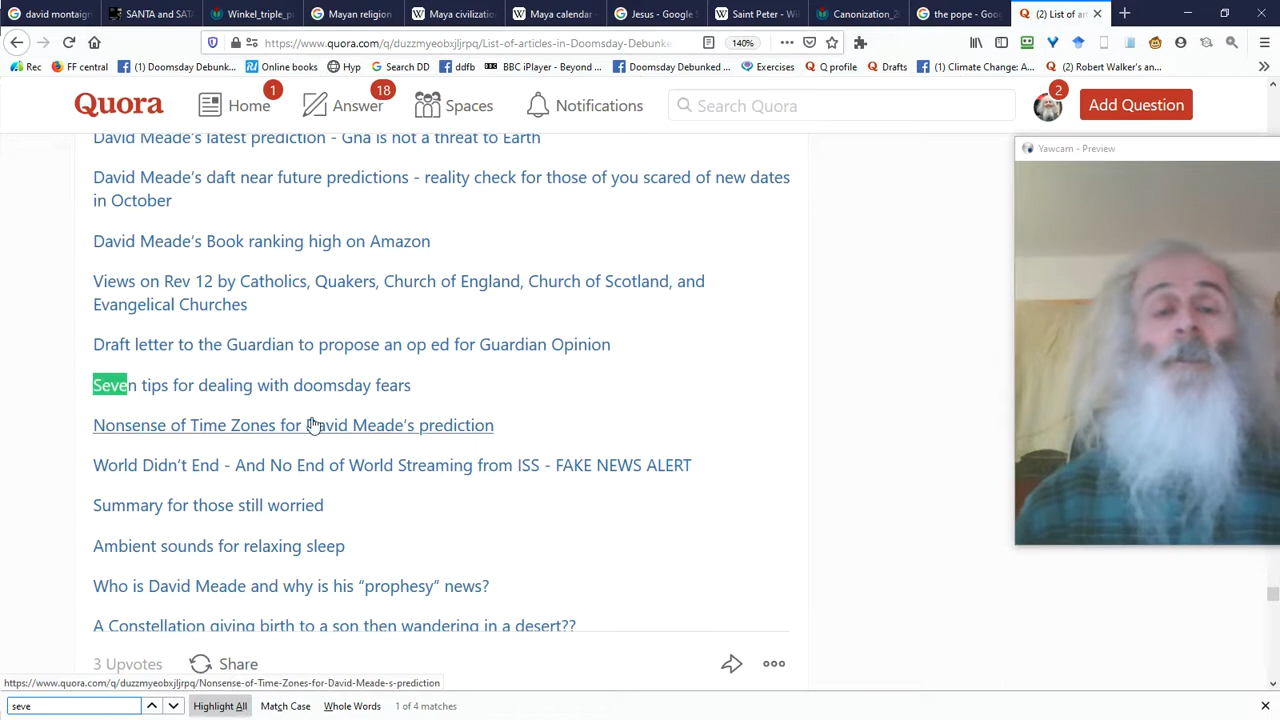 david montaign
SANTA and SATA
Winkel_triple_p
Mayan religion
Maya civilizatio
Maya calendar -
Jesus - Google S
Saint Peter - Wi
Canonization_2
the pope - Goog
(2) List of art
https://www.quora.com/q/duzzmyeobxjljrpq/List-of-articles-in-Doomsday-Debunke
140%
Rec
FF central
(1) Doomsday Debunk...
Online books
Hyp
Search DD
ddfb
BBC iPlayer - Beyond ...
Doomsday Debunked ...
Exercises
Q profile
Drafts
(1) Climate Change: A...
(2) Robert Walker's an...
Quora
Home
1
Answer
18
Spaces
Notifications
Search Quora
2
Add Question
Yawcam - Preview
David Meade's latest prediction - Gna is not a threat to Earth
David Meade's daft near future predictions - reality check for those of you scared of new dates
in October
David Meade's Book ranking high on Amazon
Views on Rev 12 by Catholics, Quakers, Church of England, Church of Scotland, and
Evangelical Churches
Draft letter to the Guardian to propose an op ed for Guardian Opinion
Seven tips for dealing with doomsday fears
Nonsense of Time Zones for David Meade's prediction
World Didn't End - And No End of World Streaming from ISS - FAKE NEWS ALERT
Summary for those still worried
Ambient sounds for relaxing sleep
Who is David Meade and why is his "prophesy" news?
A Constellation giving birth to a son then wandering in a desert??
3 Upvotes
Share
https://www.quora.com/q/duzzmyeobxjljrpq/Nonsense-of-Time-Zones-for-David-Meade-s-prediction
seve
Highlight All
Match Case
Whole Words
1 of 4 matches